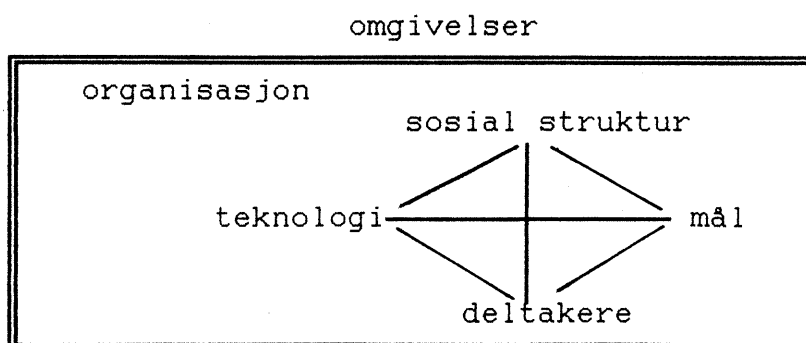 omgivelser
organisasjon
sosial struktur
teknologi
mål
deltakere